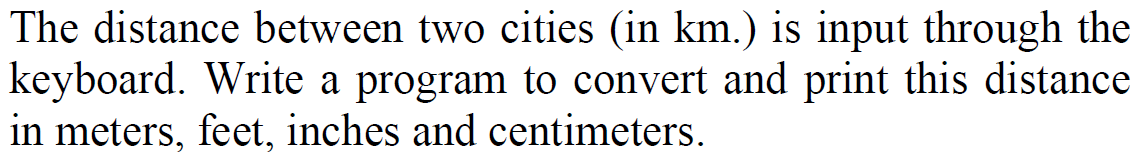 The distance between two cities (in km.) is input through the
keyboard. Write a program to convert and print this distance
in meters, feet, inches and centimeters.